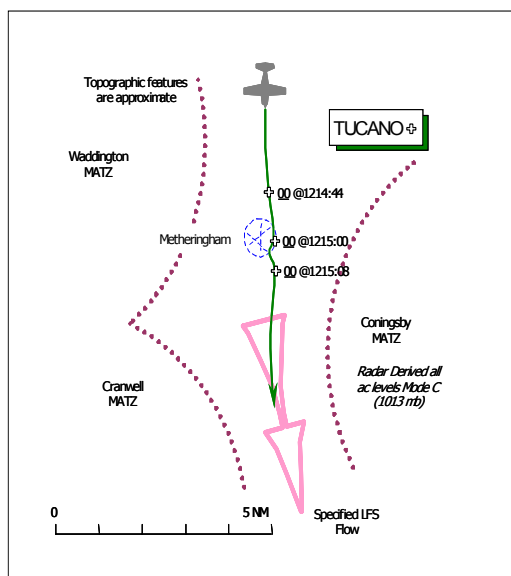 Topographic features
are approximate
TUCANO
Waddington
MATZ
00 @1214:44
Metheringham
00 @1215:00
00 @1215:08
Coningsby
MATZ
Radar Derived all
ac levels Mode C
(1013 mb)
Cranwell
MATZ
0
5 NM
Specified LFS
Flow